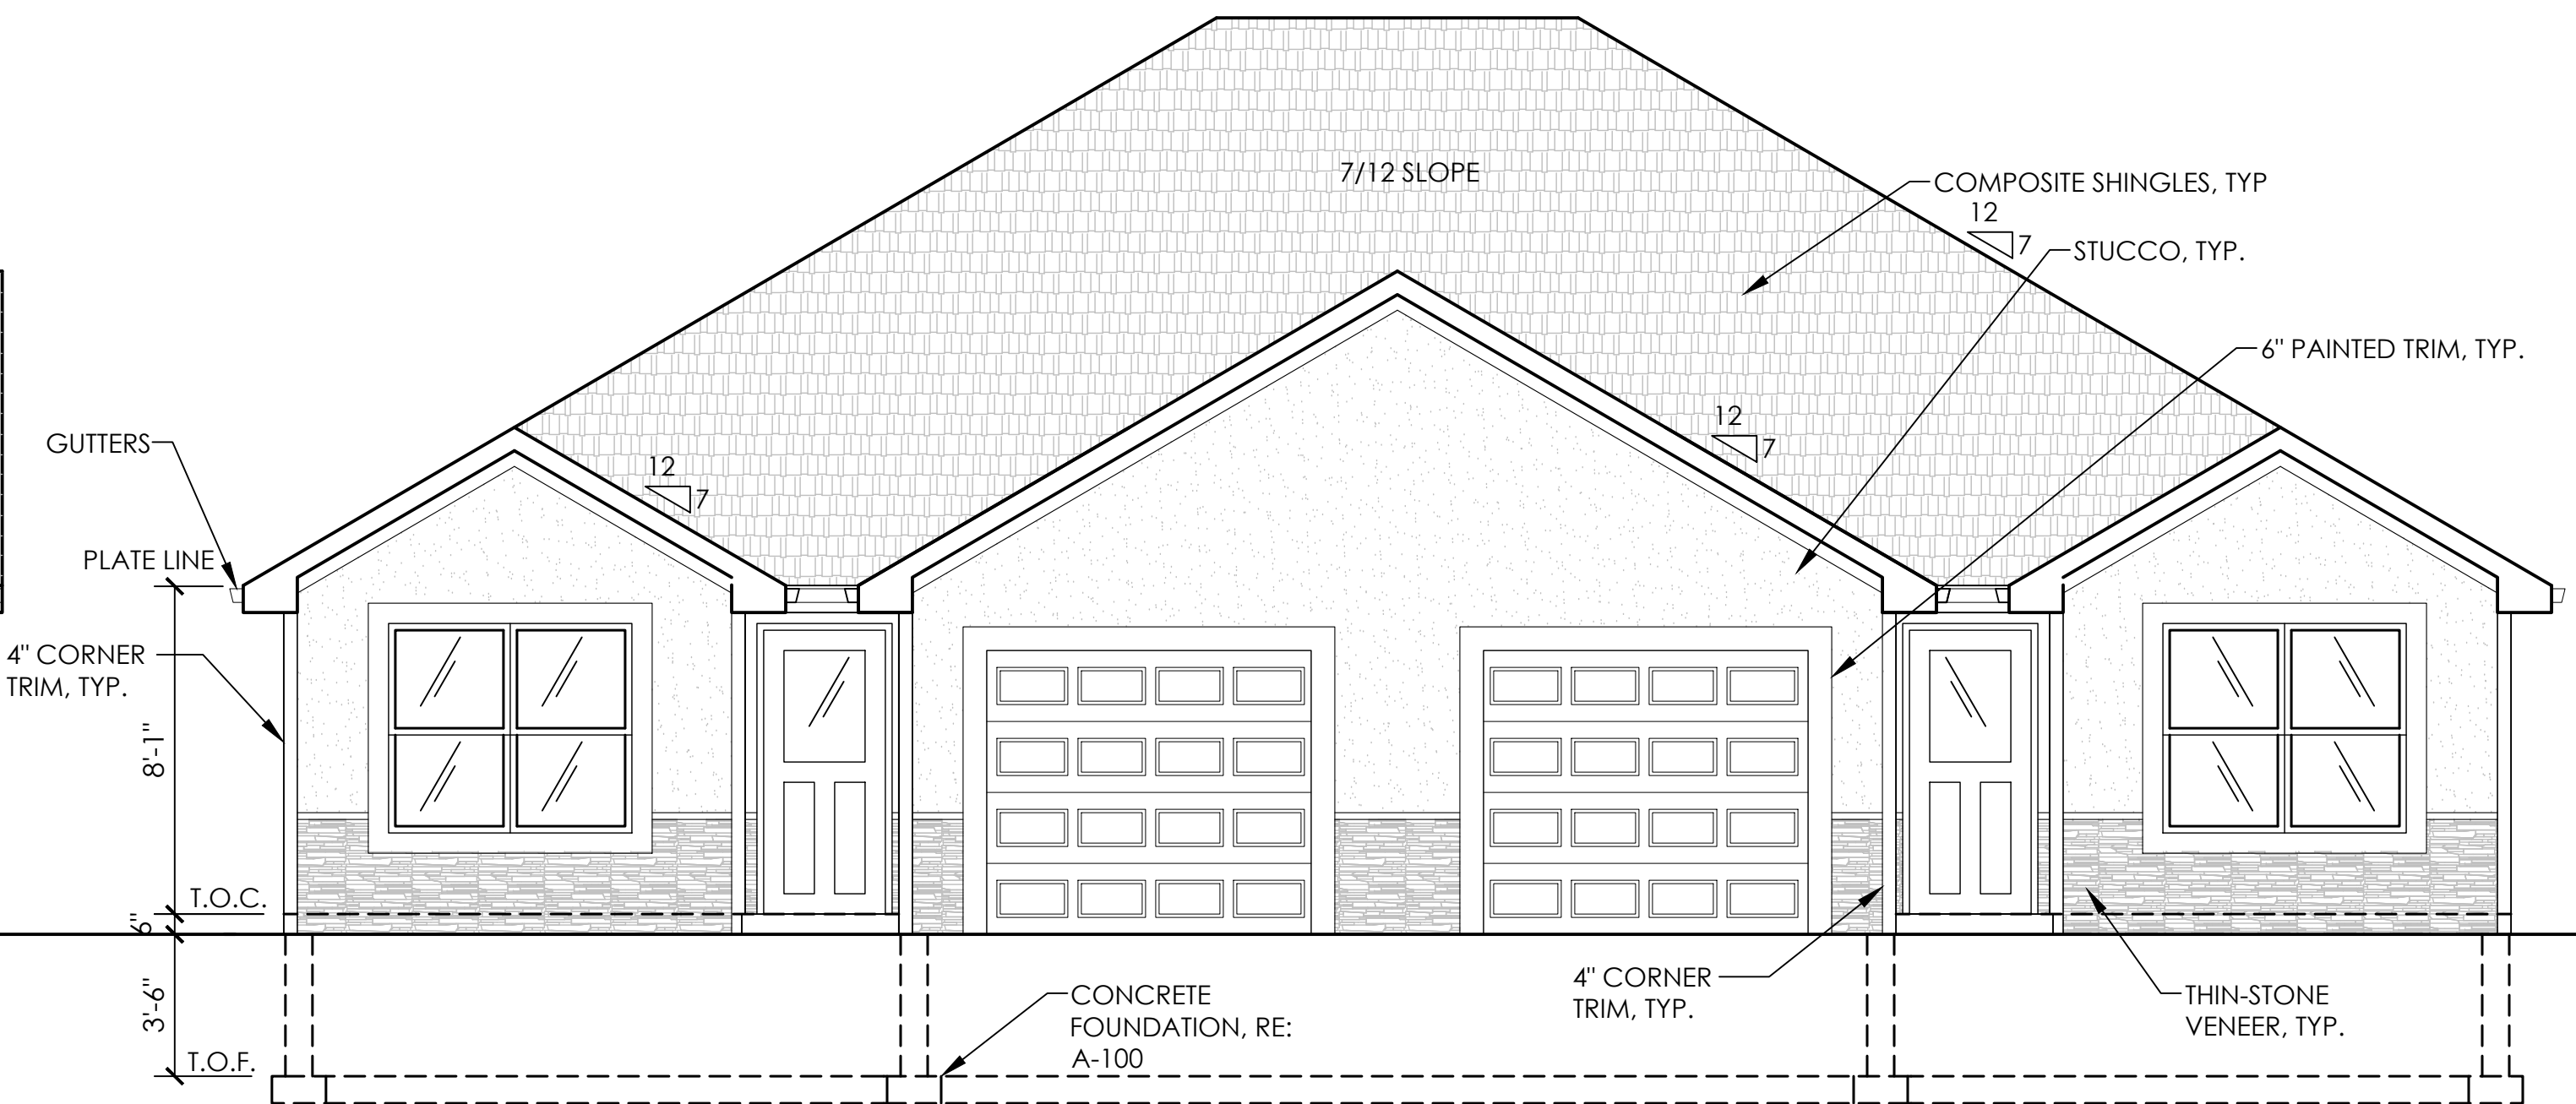 7/12 SLOPE
COMPOSITE SHINGLES, TYP
12
7
STUCCO, TYP.
6" PAINTED TRIM, TYP.
12
7
GUTTERS
12
7
PLATE LINE
4" CORNER
TRIM, TYP.
8'-1"
T.O.C.
6"
3'-6"
T.O.F.
CONCRETE
FOUNDATION, RE:
A-100
4" CORNER
TRIM, TYP.
THIN-STONE
VENEER, TYP.